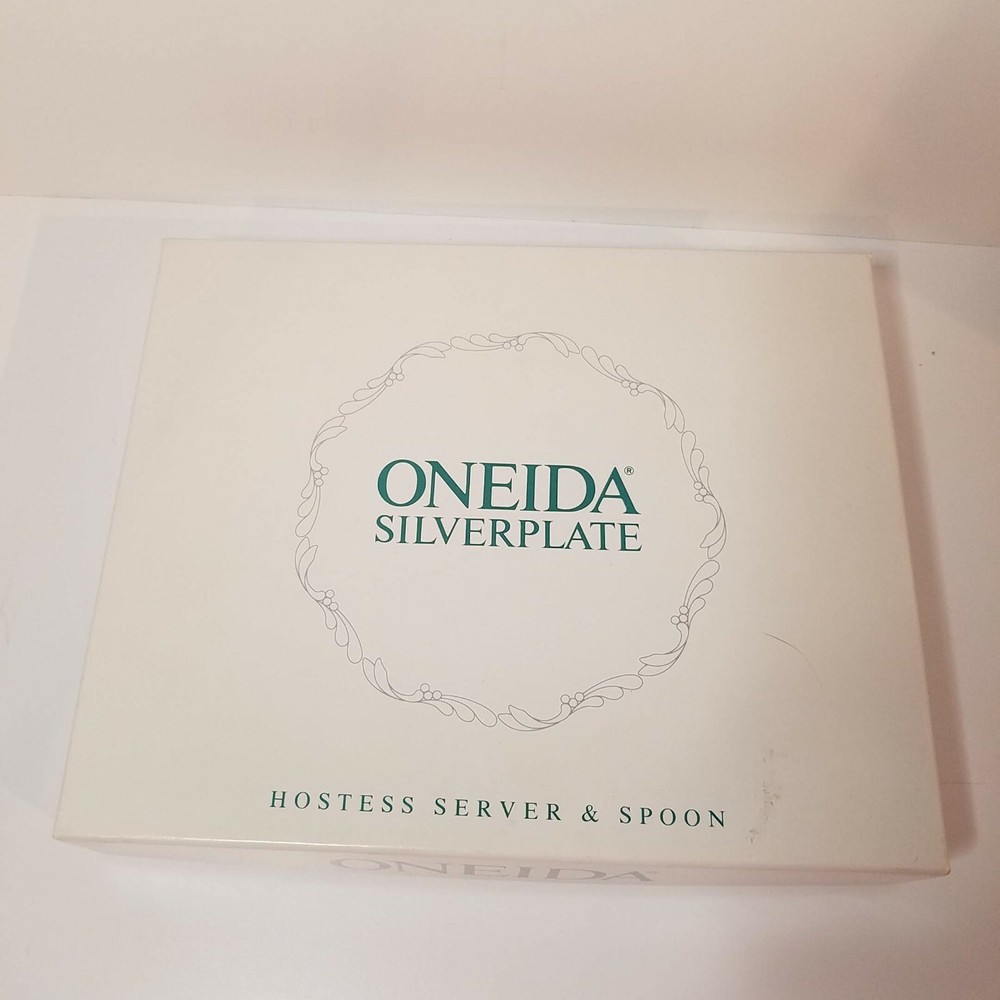 ONEIDA®
SILVERPLATE
HOSTESS SERVER & SPOON
ONEIDA